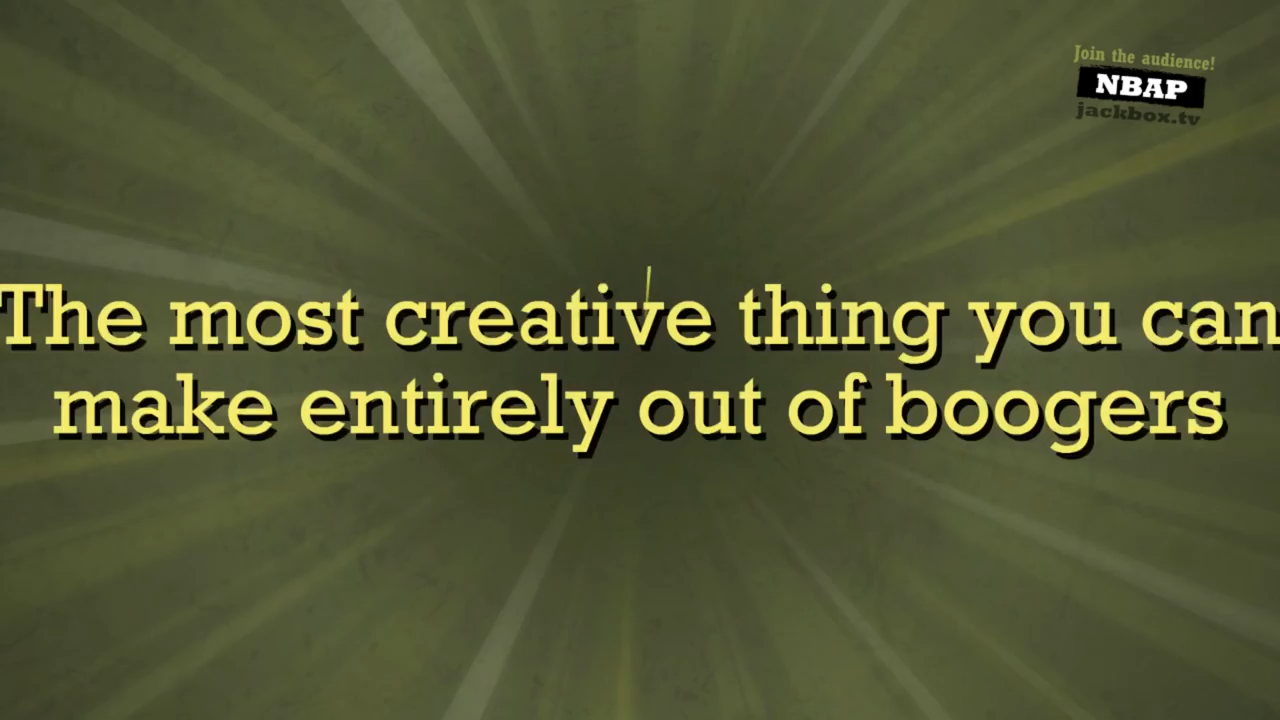 Join the audience!
NBAP
jackbox.tv
The most creative thing you can
make entirely out of boogers